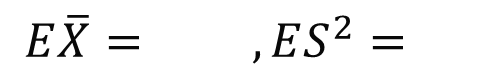 EX̄ = , ES² =